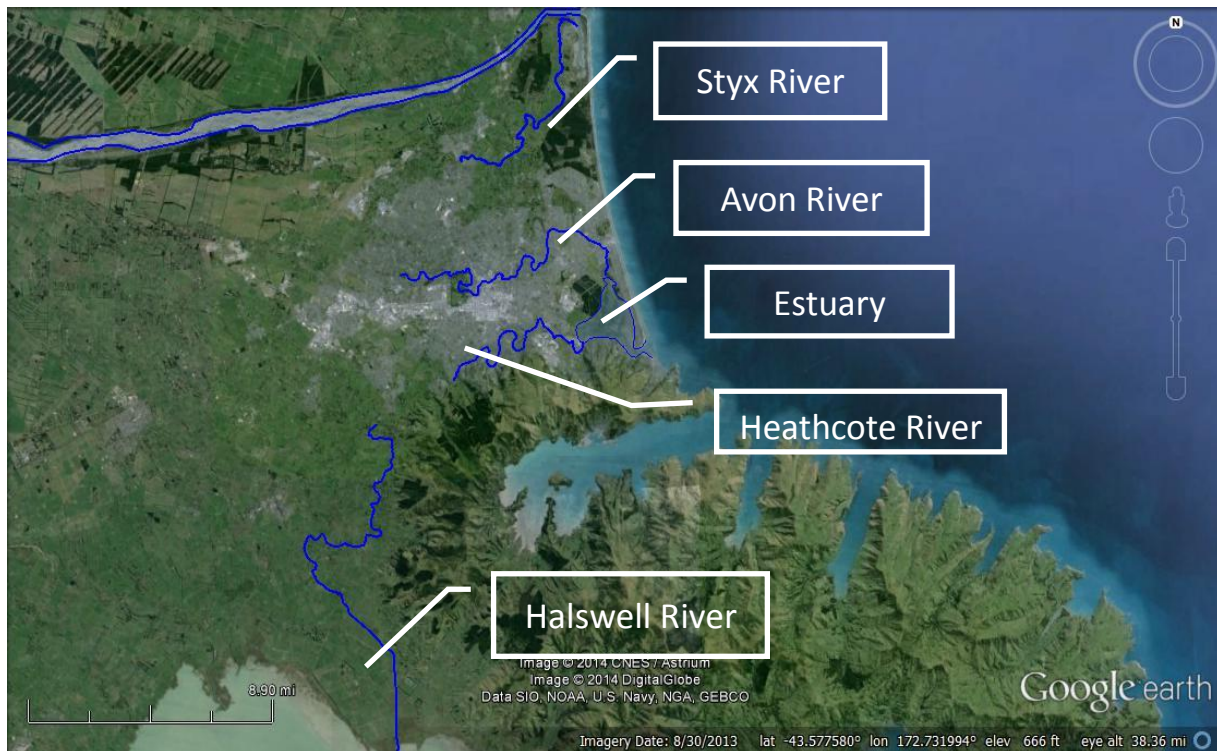 N
Styx River
Avon River
Estuary
Heathcote River
Halswell River
Image © 2014 CNES / Astrium
Image © 2014 DigitalGlobe
Data SIO, NOAA, U.S. Navy, NGA, GEBCO
8.90 mi
Google earth
Imagery Date: 8/30/2013 lat -43.577580° lon 172.731994° elev 666 ft eye alt 38.36 mi